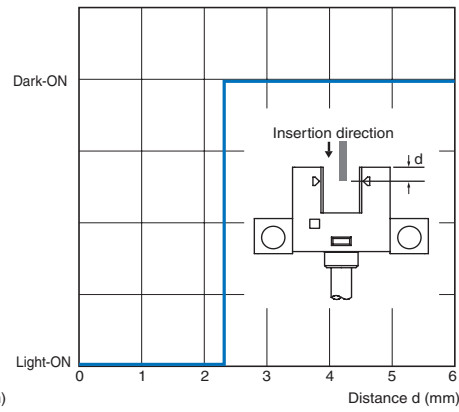 Dark-ON
Insertion direction
d
Light-ON
0 1 2 3 4 5 6
)
Distance d (mm)